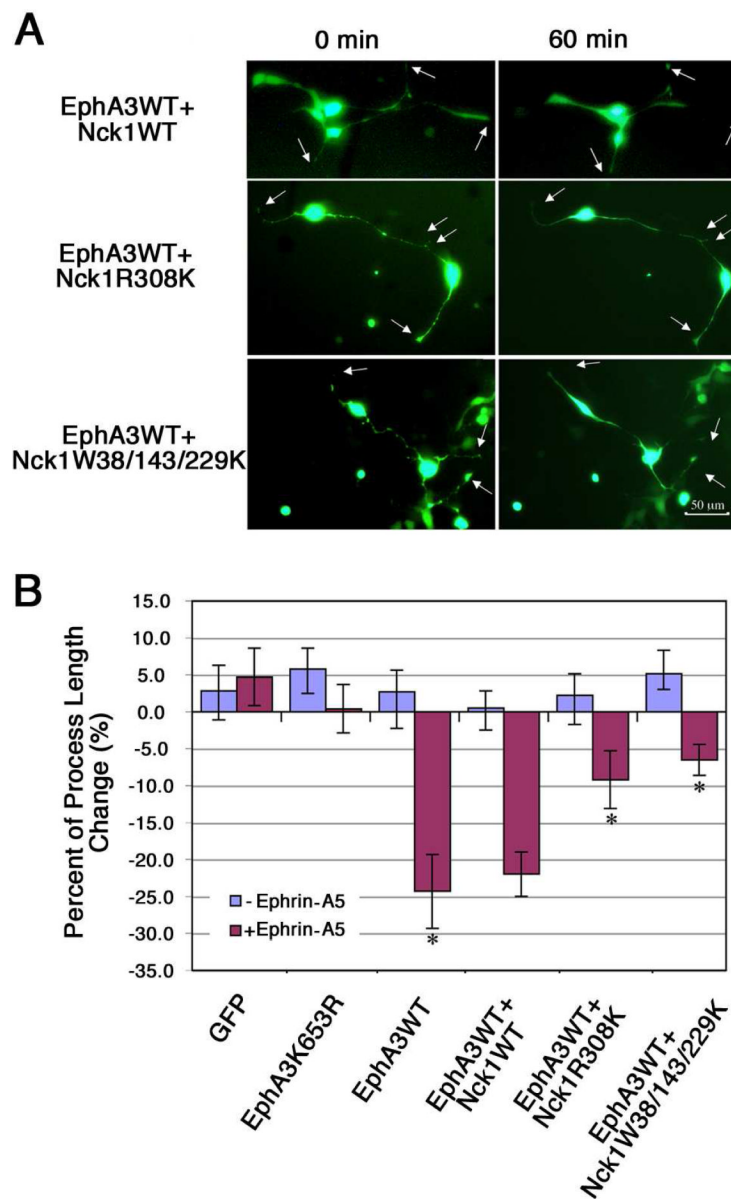 A
0 min
60 min
EphA3WT+
Nck1WT
EphA3WT+
Nck1R308K
EphA3WT+
Nck1W38/143/229K
50 µm
B
Percent of Process Length
Change (%)
15.0
10.0
5.0
0.0
-5.0
-10.0
-15.0
-20.0
-25.0
-30.0
-35.0
- Ephrin-A5
+Ephrin-A5
*
*
*
GFP
EphA3K653R
EphA3WT
EphA3WT+
Nck1WT
EphA3WT+
Nck1R308K
EphA3WT+
Nck1W38/143/229K